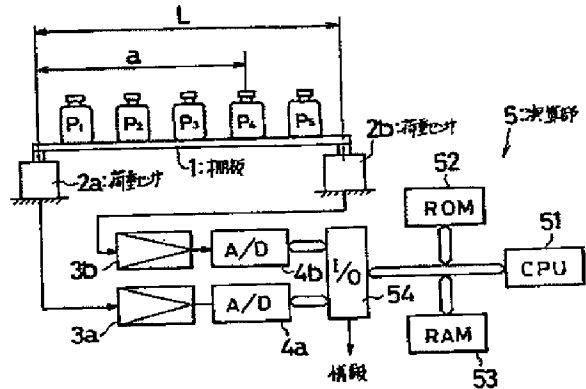 L
a
P₁ P₂ P₃ P₄ P₅
2b:荷重センサ
5:演算部
1:棚板
2a:荷重センサ
52
ROM
51
CPU
3b
A/D
4b
I/O
54
3a
A/D
4a
RAM
53
情報